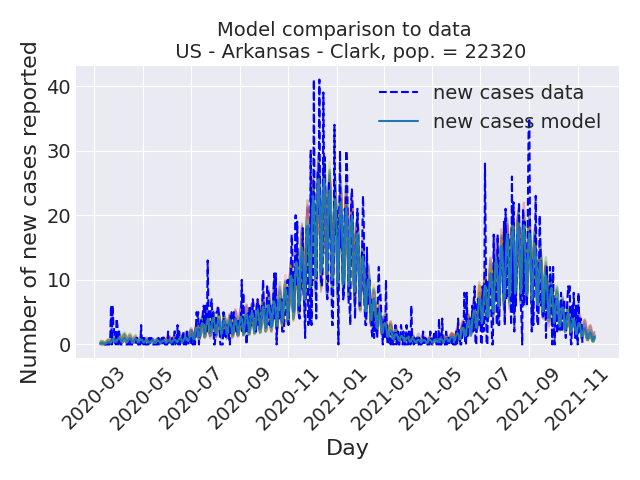 Model comparison to data
US - Arkansas - Clark, pop. = 22320
Number of new cases reported
40
30
20
10
0
new cases data
new cases model
2020-03
2020-05
2020-07
2020-09
2020-11
2021-01
2021-03
2021-05
2021-07
2021-09
2021-11
Day